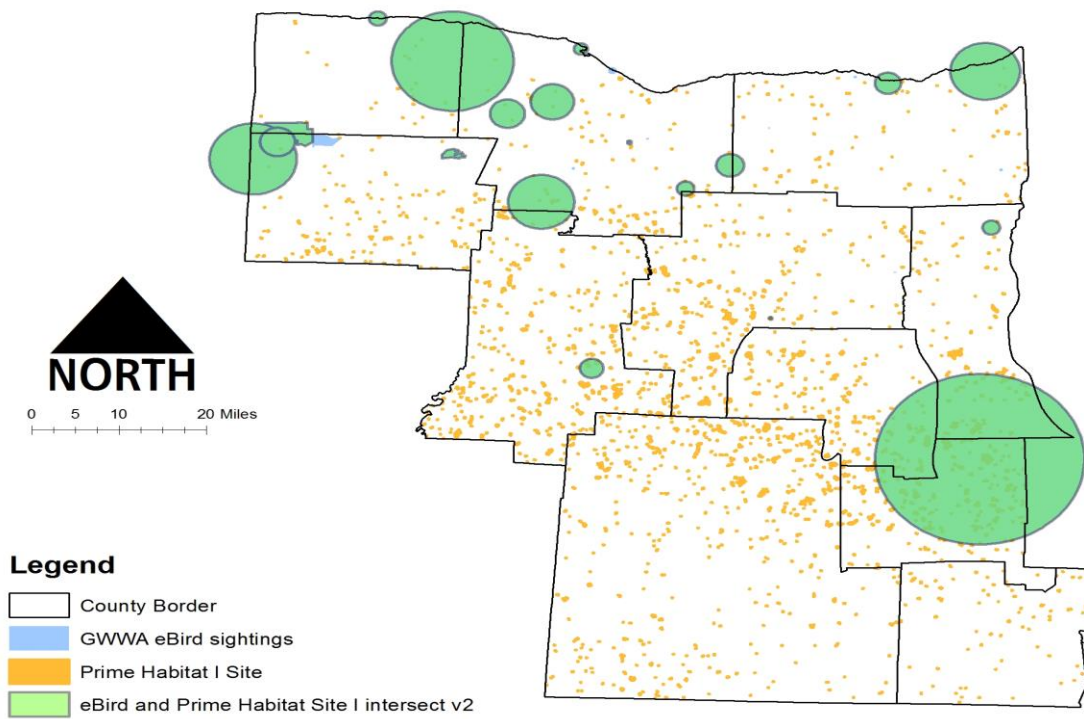 NORTH
0 5 10 20 Miles
Legend
County Border
GWWA eBird sightings
Prime Habitat I Site
eBird and Prime Habitat Site I intersect v2